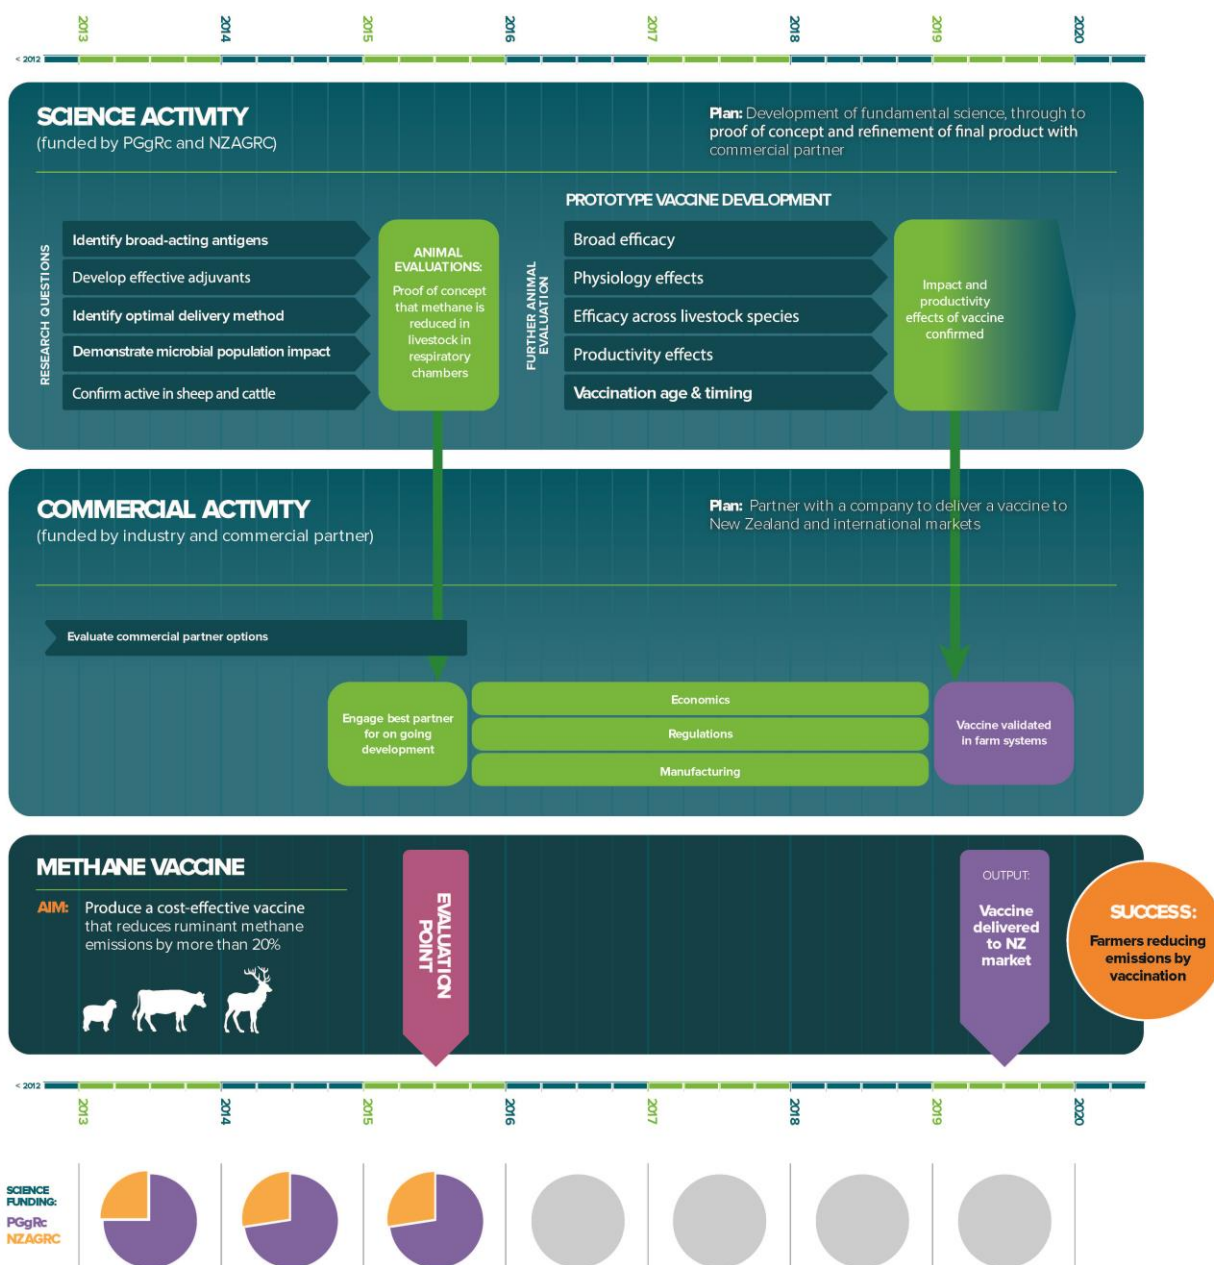 2013
2014
2015
2016
2017
2018
2019
2020
< 2012
SCIENCE ACTIVITY
(funded by PGgRc and NZAGRC)
Plan: Development of fundamental science, through to
proof of concept and refinement of final product with
commercial partner
RESEARCH QUESTIONS
Identify broad-acting antigens
Develop effective adjuvants
Identify optimal delivery method
Demonstrate microbial population impact
Confirm active in sheep and cattle
ANIMAL
EVALUATIONS:
Proof of concept
that methane is
reduced in
livestock in
respiratory
chambers
FURTHER ANIMAL
EVALUATION
PROTOTYPE VACCINE DEVELOPMENT
Broad efficacy
Physiology effects
Efficacy across livestock species
Productivity effects
Vaccination age & timing
Impact and
productivity
effects of vaccine
confirmed
COMMERCIAL ACTIVITY
(funded by industry and commercial partner)
Plan: Partner with a company to deliver a vaccine to
New Zealand and international markets
Evaluate commercial partner options
Engage best partner
for on going
development
Economics
Regulations
Manufacturing
Vaccine validated
in farm systems
METHANE VACCINE
AIM: Produce a cost-effective vaccine
that reduces ruminant methane
emissions by more than 20%
EVALUATION
POINT
OUTPUT:
Vaccine
delivered
to NZ
market
SUCCESS:
Farmers reducing
emissions by
vaccination
< 2012
2013
2014
2015
2016
2017
2018
2019
2020
SCIENCE
FUNDING:
PGgRc
NZAGRC